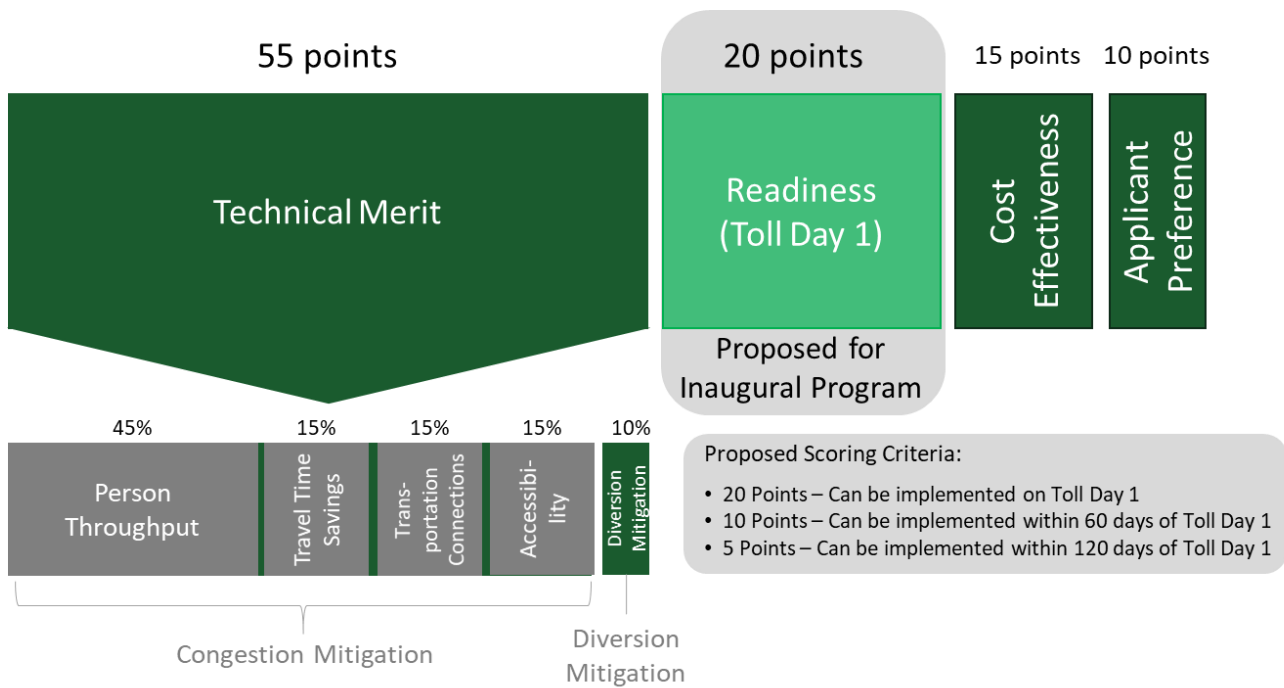 55 points
20 points
15 points
10 points
Technical Merit
Readiness
(Toll Day 1)
Cost
Effectiveness
Applicant
Preference
Proposed for
Inaugural Program
45%
15%
15%
15%
10%
Person
Throughput
Travel Time
Savings
Trans-
portation
Connections
Accessibi-
lity
Diversion
Mitigation
Congestion Mitigation
Diversion
Mitigation
Proposed Scoring Criteria:
• 20 Points – Can be implemented on Toll Day 1
• 10 Points – Can be implemented within 60 days of Toll Day 1
• 5 Points – Can be implemented within 120 days of Toll Day 1